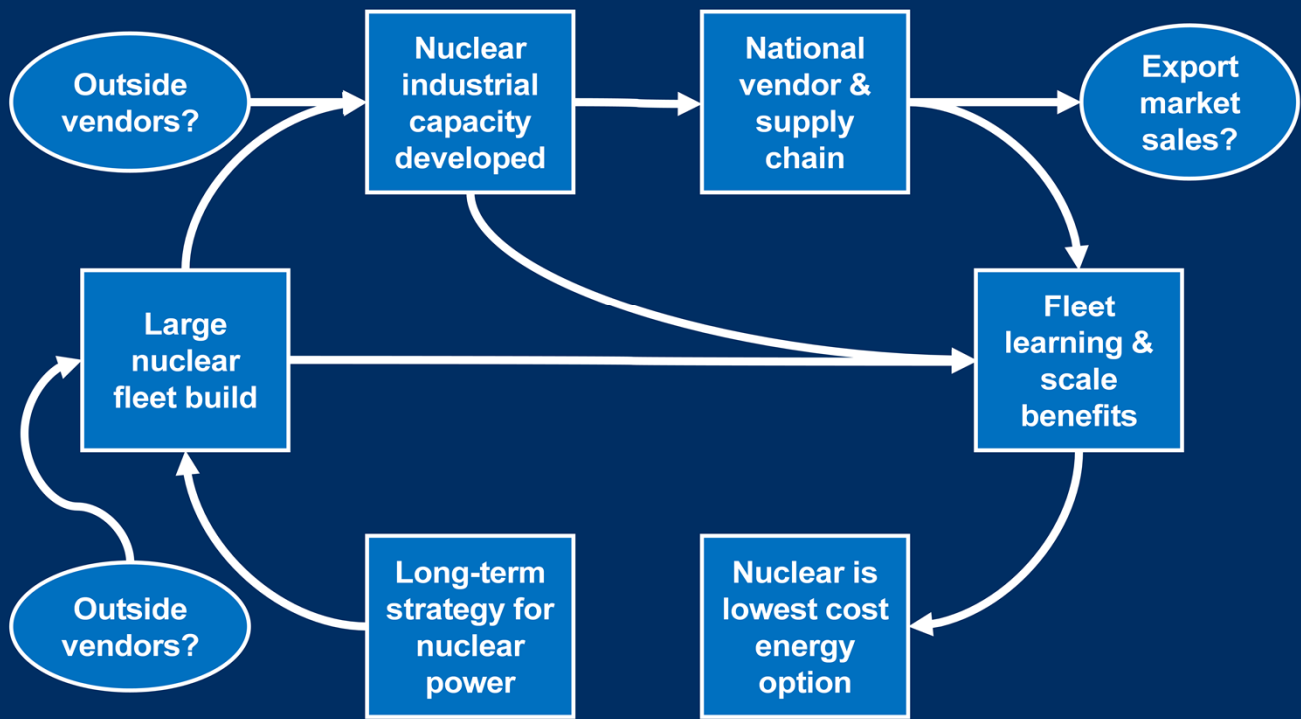 Outside
vendors?
Nuclear
industrial
capacity
developed
National
vendor &
supply
chain
Export
market
sales?
Large
nuclear
fleet build
Fleet
learning &
scale
benefits
Outside
vendors?
Long-term
strategy for
nuclear
power
Nuclear is
lowest cost
energy
option